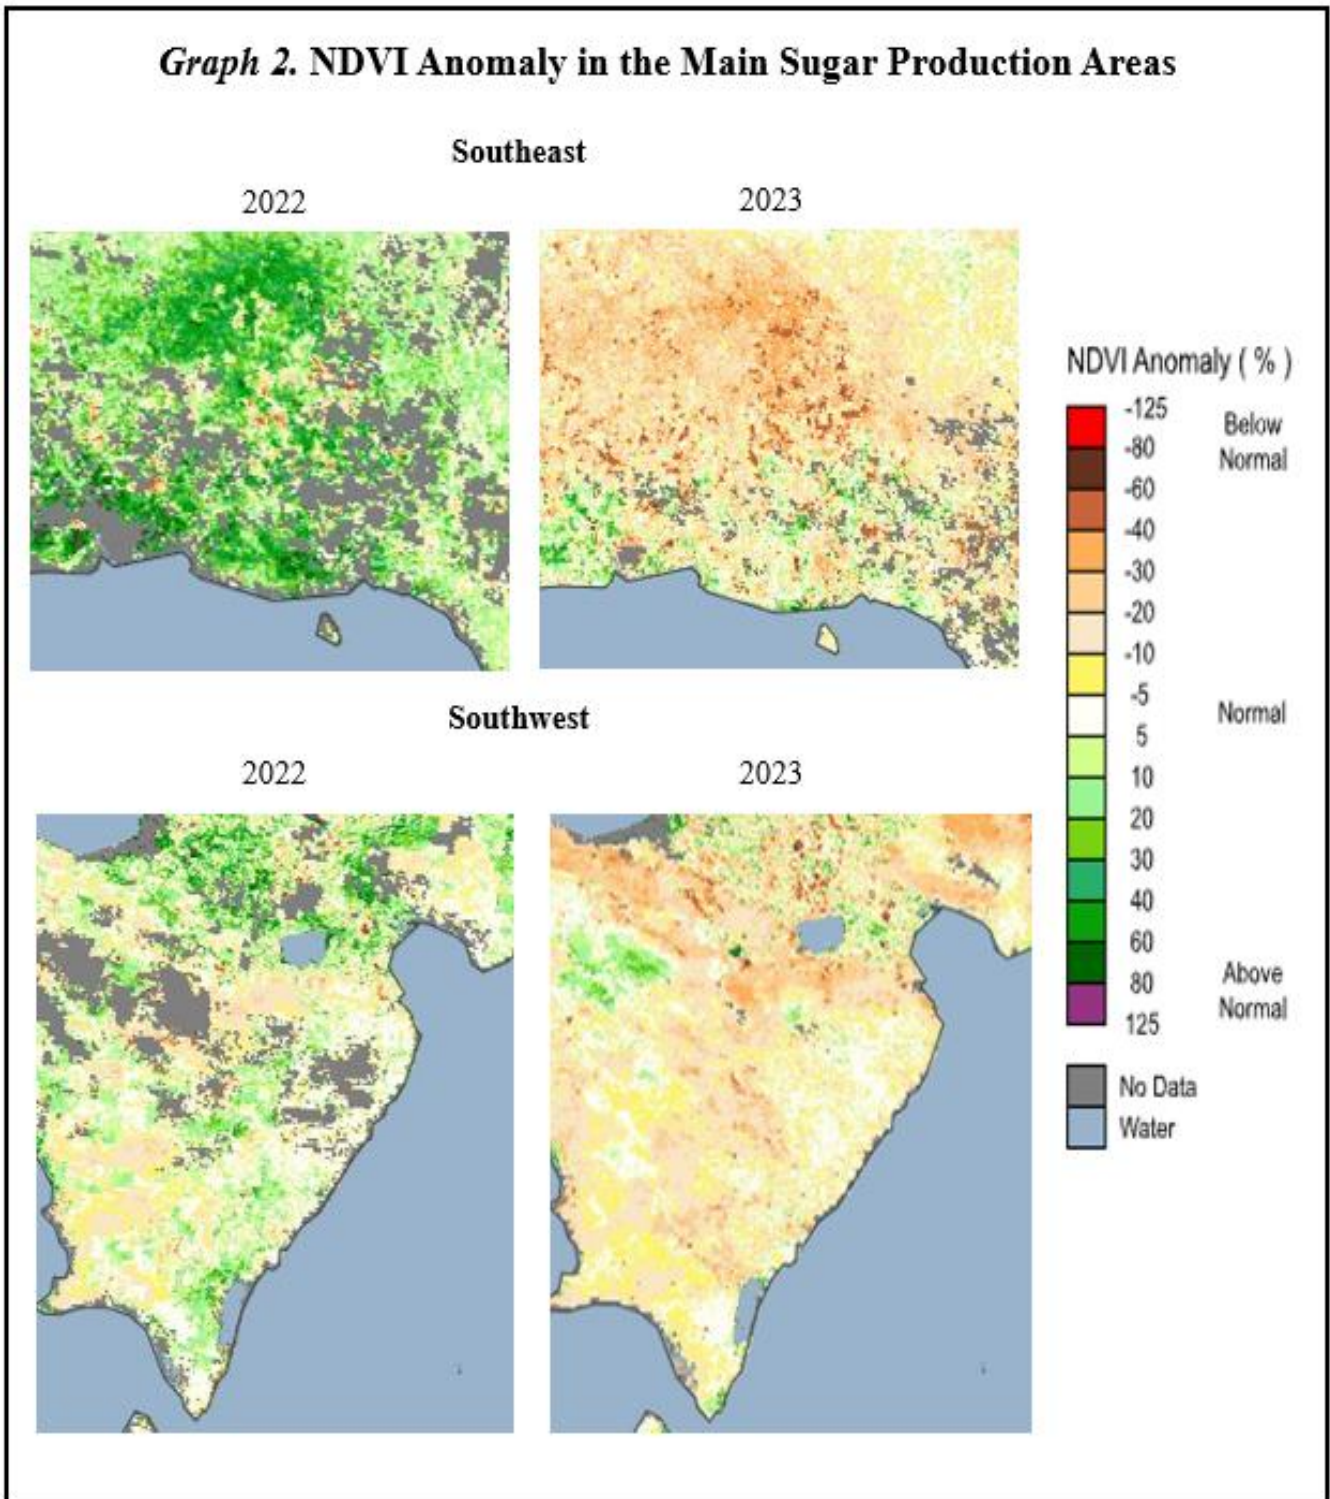 Graph 2. NDVI Anomaly in the Main Sugar Production Areas
Southeast
2022
2023
Southwest
2022
2023
NDVI Anomaly ( % )
-125
Below
Normal
-80
-60
-40
-30
-20
-10
-5
Normal
5
10
20
30
40
60
80
Above
Normal
125
No Data
Water